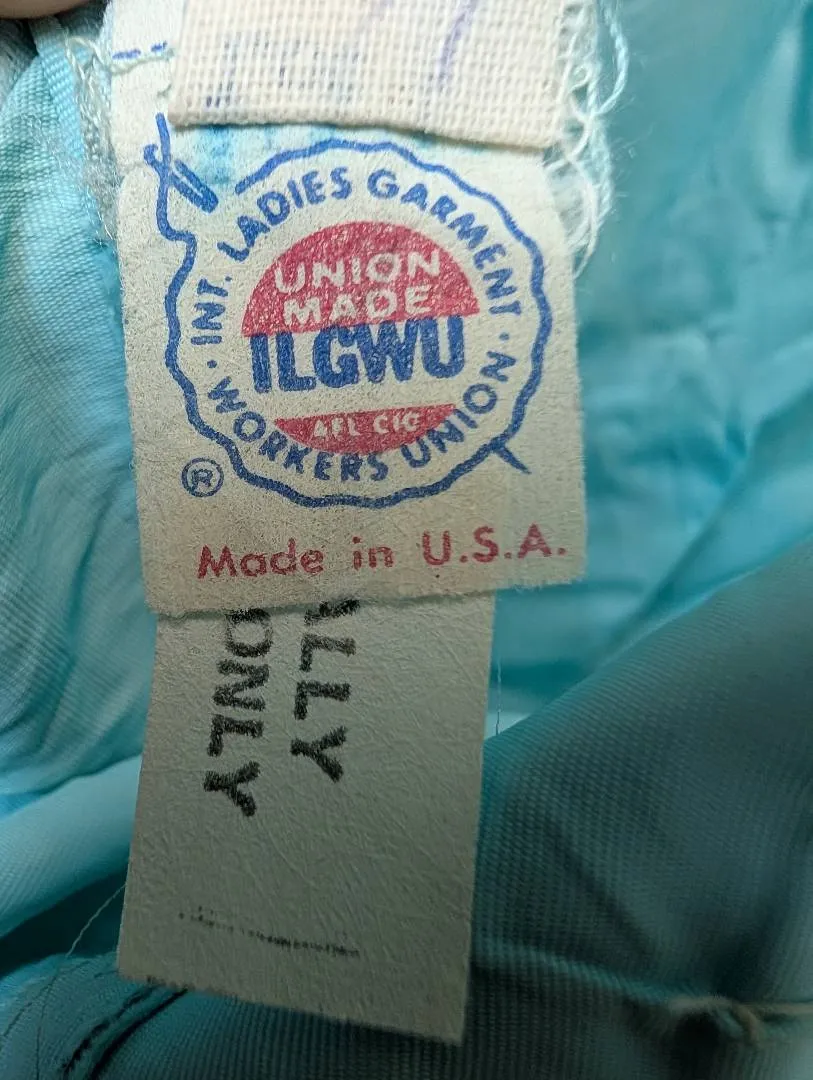 INT. LADIES GARMENT
WORKERS UNION
UNION
MADE
ILGWU
AFL CIO
®
Made in U.S.A.
ALLY
ONLY